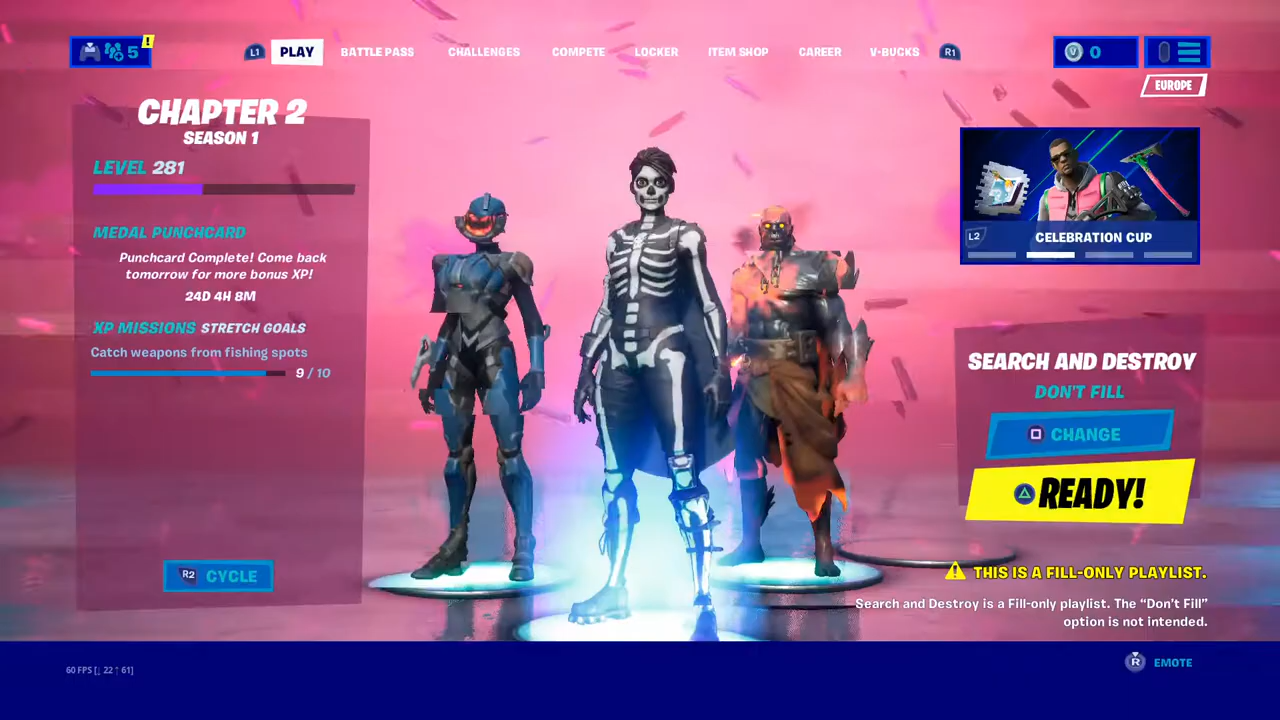 5 !
L1 PLAY BATTLE PASS CHALLENGES COMPETE LOCKER ITEM SHOP CAREER V-BUCKS R1
V 0
EUROPE
CHAPTER 2
SEASON 1
LEVEL 281
MEDAL PUNCHCARD
Punchcard Complete! Come back
tomorrow for more bonus XP!
24D 4H 8M
XP MISSIONS STRETCH GOALS
Catch weapons from fishing spots
9 / 10
R2 CYCLE
L2 CELEBRATION CUP
SEARCH AND DESTROY
DON'T FILL
CHANGE
READY!
! THIS IS A FILL-ONLY PLAYLIST.
Search and Destroy is a Fill-only playlist. The “Don't Fill”
option is not intended.
60 FPS [↓ 22 ↑ 61]
R EMOTE